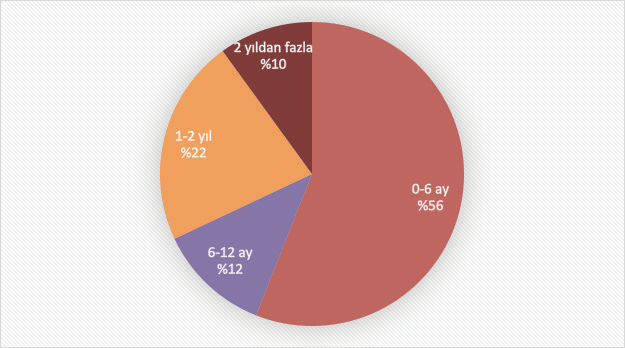 2 yıldan fazla
%10
1-2 yıl
%22
0-6 ay
%56
6-12 ay
%12